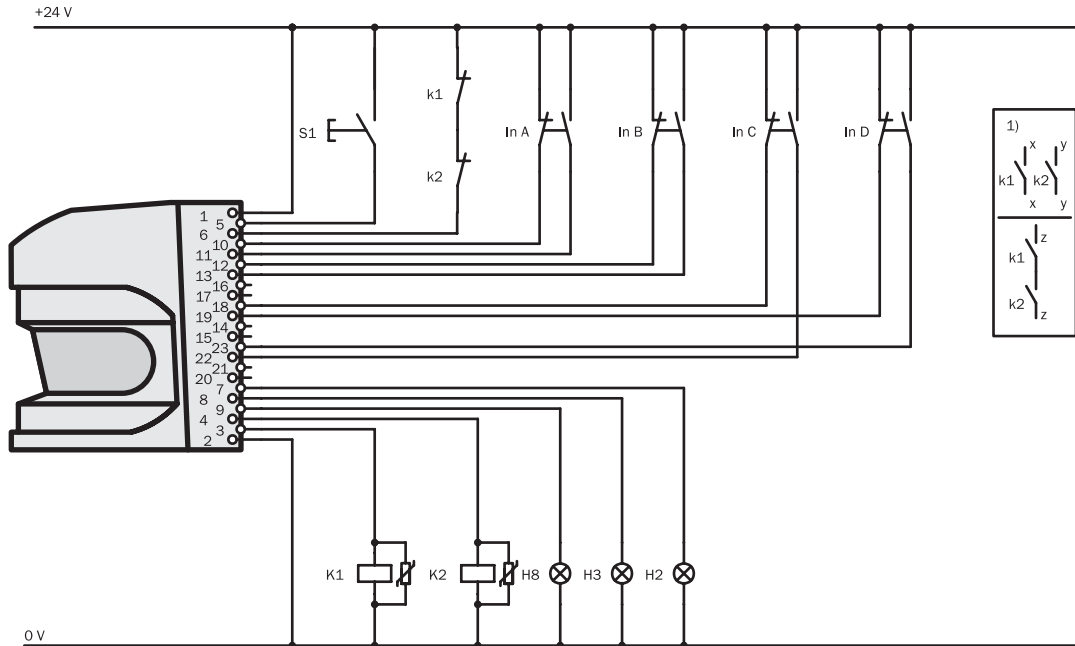 +24 V
k1
S1
k2
In A
In B
In C
In D
1)
x
y
k1
k2
x
y
z
k1
k2
z
1
5
6
10
11
12
13
16
17
18
19
14
15
23
22
21
20
7
8
9
4
3
2
K1
K2
H8
H3
H2
0 V